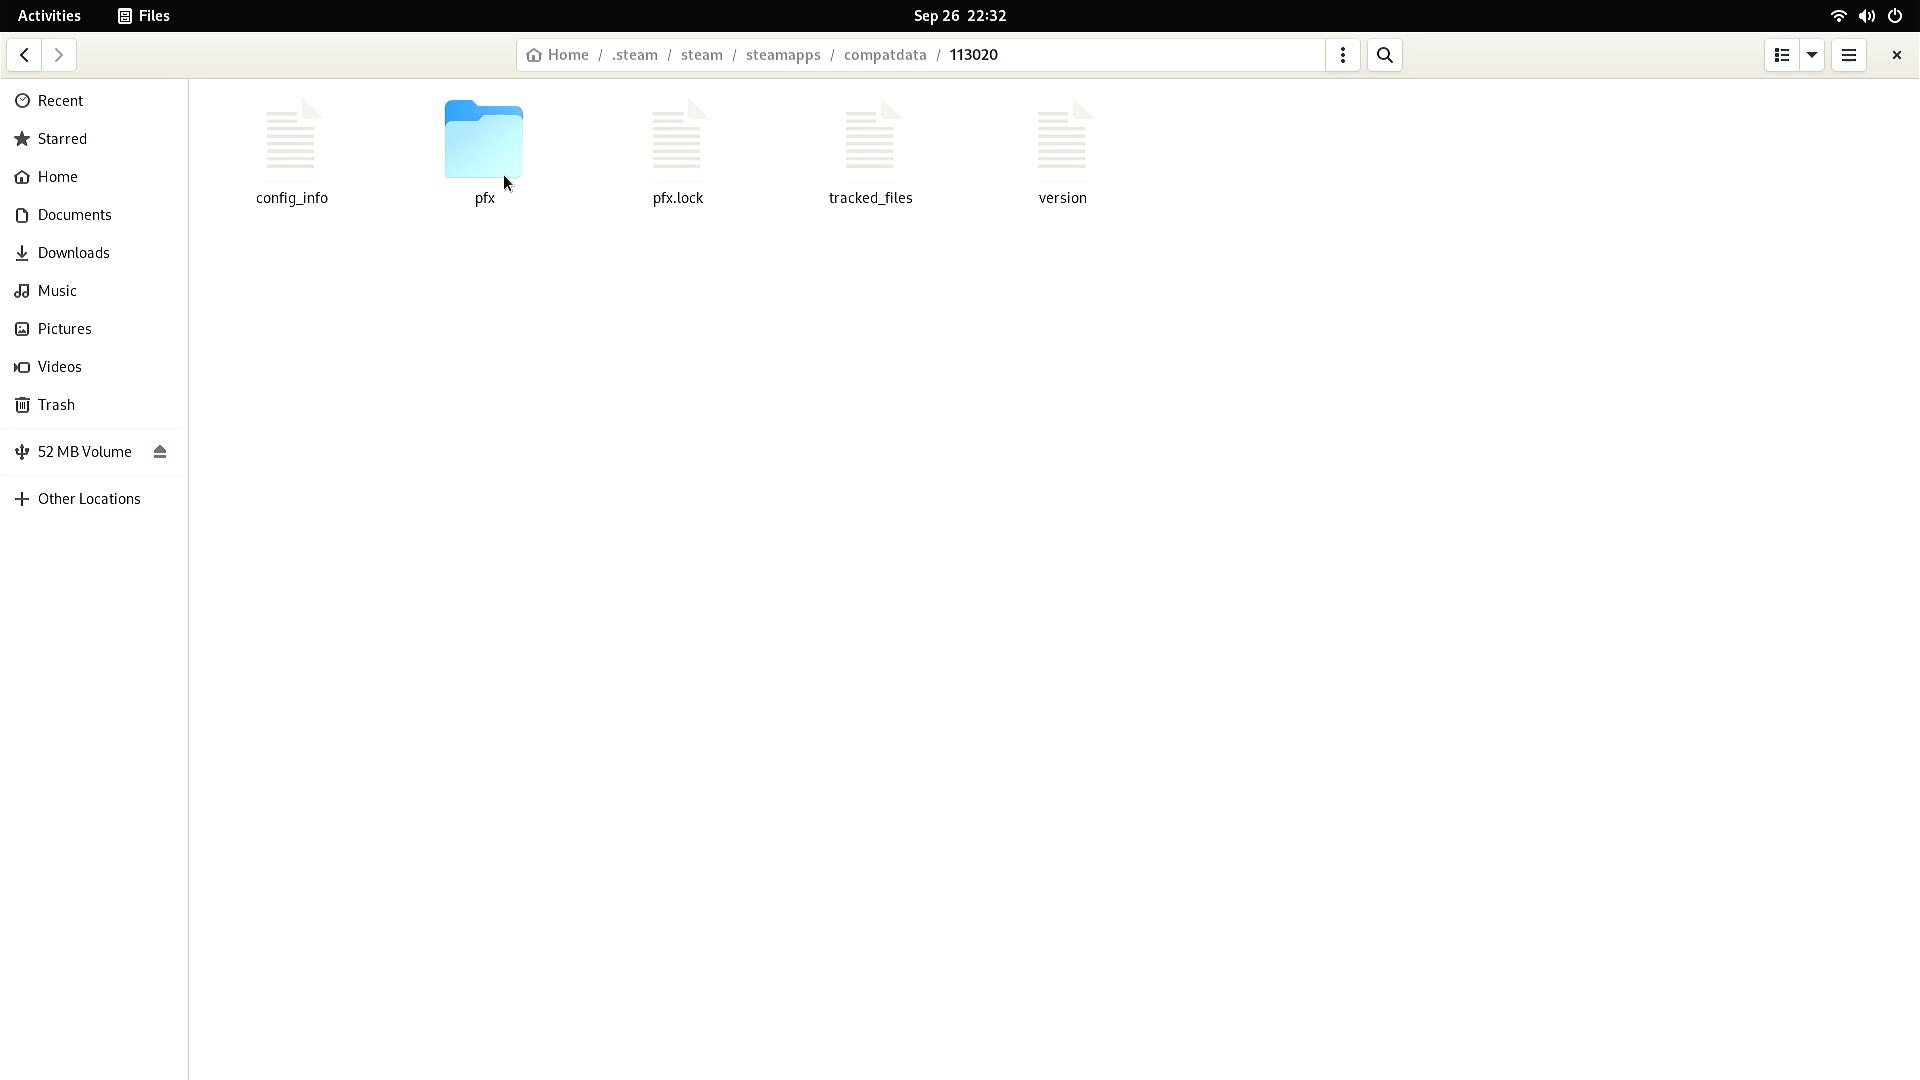 Activities Files Sep 26 22:32
Home / .steam / steam / steamapps / compatdata / 113020
Recent
Starred
Home
Documents
Downloads
Music
Pictures
Videos
Trash
52 MB Volume
Other Locations
config_info pfx pfx.lock tracked_files version